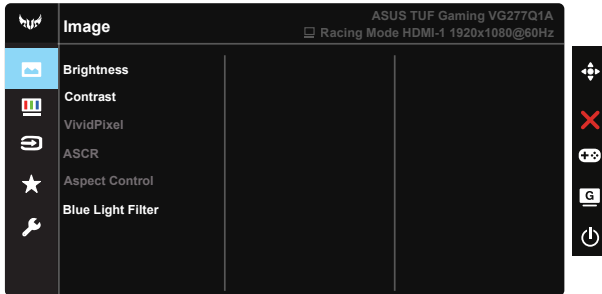 Image
ASUS TUF Gaming VG277Q1A
Racing Mode HDMI-1 1920x1080@60Hz
Brightness
Contrast
VividPixel
ASCR
Aspect Control
Blue Light Filter
G